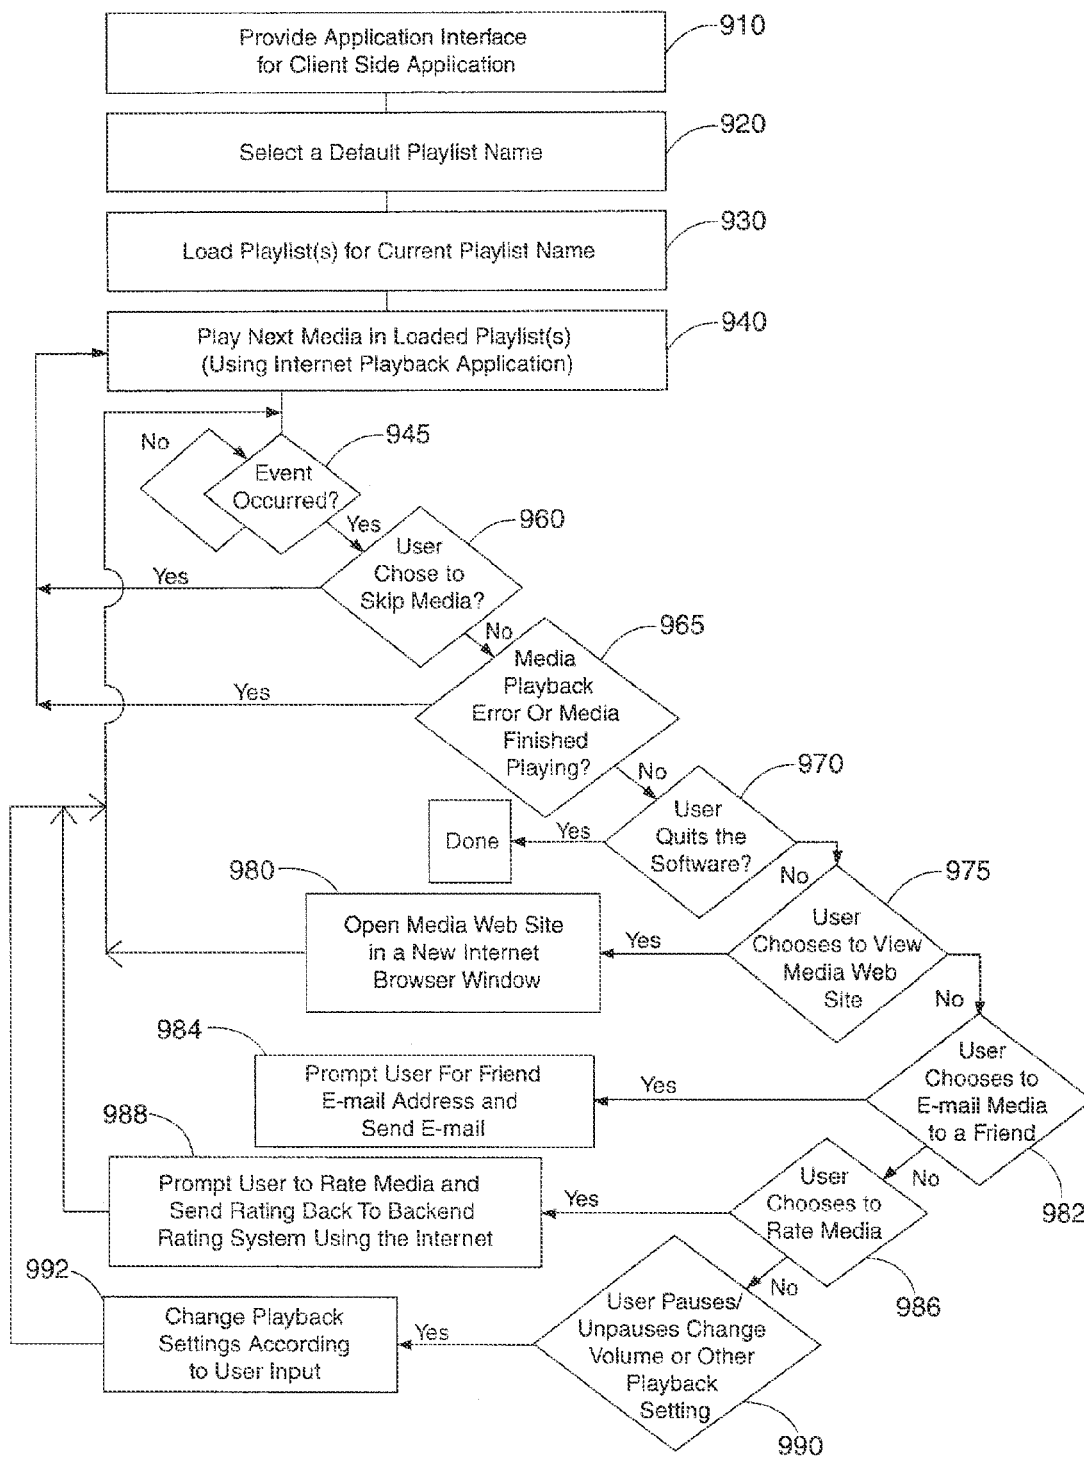 Provide Application Interface
for Client Side Application
910
Select a Default Playlist Name
920
Load Playlist(s) for Current Playlist Name
930
Play Next Media in Loaded Playlist(s)
(Using Internet Playback Application)
940
No
Event
Occurred?
945
Yes
User
Chose to
Skip Media?
960
Yes
No
Media
Playback
Error Or Media
Finished
Playing?
965
Yes
No
User
Quits the
Software?
970
Yes
Done
No
User
Chooses to View
Media Web
Site
975
Yes
980
Open Media Web Site
in a New Internet
Browser Window
No
User
Chooses to
E-mail Media
to a Friend
982
Yes
984
Prompt User For Friend
E-mail Address and
Send E-mail
No
User
Chooses to
Rate Media
986
Yes
988
Prompt User to Rate Media and
Send Rating Dack To Backend
Rating System Using the Internet
No
User Pauses/
Unpauses Change
Volume or Other
Playback
Setting
990
Yes
992
Change Playback
Settings According
to User Input